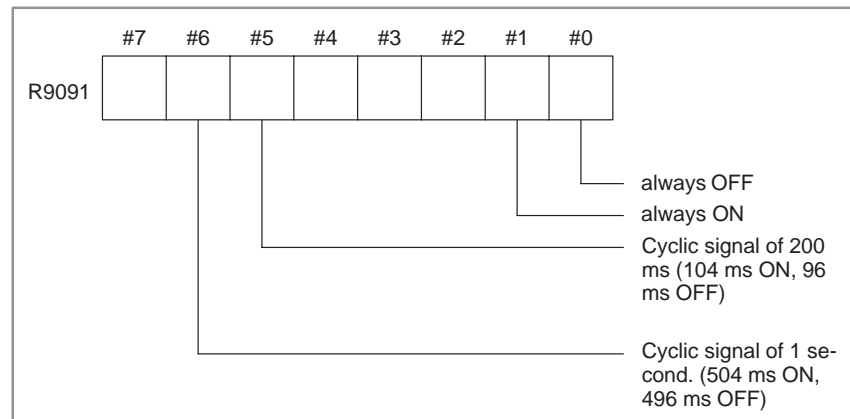 #7 #6 #5 #4 #3 #2 #1 #0
R9091
always OFF
always ON
Cyclic signal of 200
ms (104 ms ON, 96
ms OFF)
Cyclic signal of 1 se-
cond. (504 ms ON,
496 ms OFF)